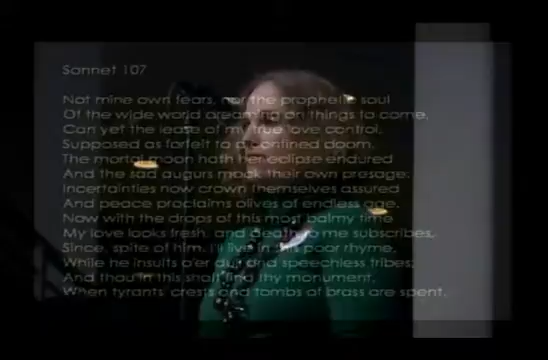 Sonnet 107
Not mine own fears, nor the prophetic soul
Of the wide world dreaming on things to come,
Can yet the lease of my true love control,
Supposed as forfeit to a confined doom.
The mortal moon hath her eclipse endured
And the sad augurs mock their own presage;
Incertainties now crown themselves assured
And peace proclaims olives of endless age.
Now with the drops of this most balmy time
My love looks fresh, and death to me subscribes,
Since, spite of him, I'll live in this poor rhyme,
While he insults o'er dull and speechless tribes;
And thou in this shalt find thy monument,
When tyrants' crests and tombs of brass are spent.